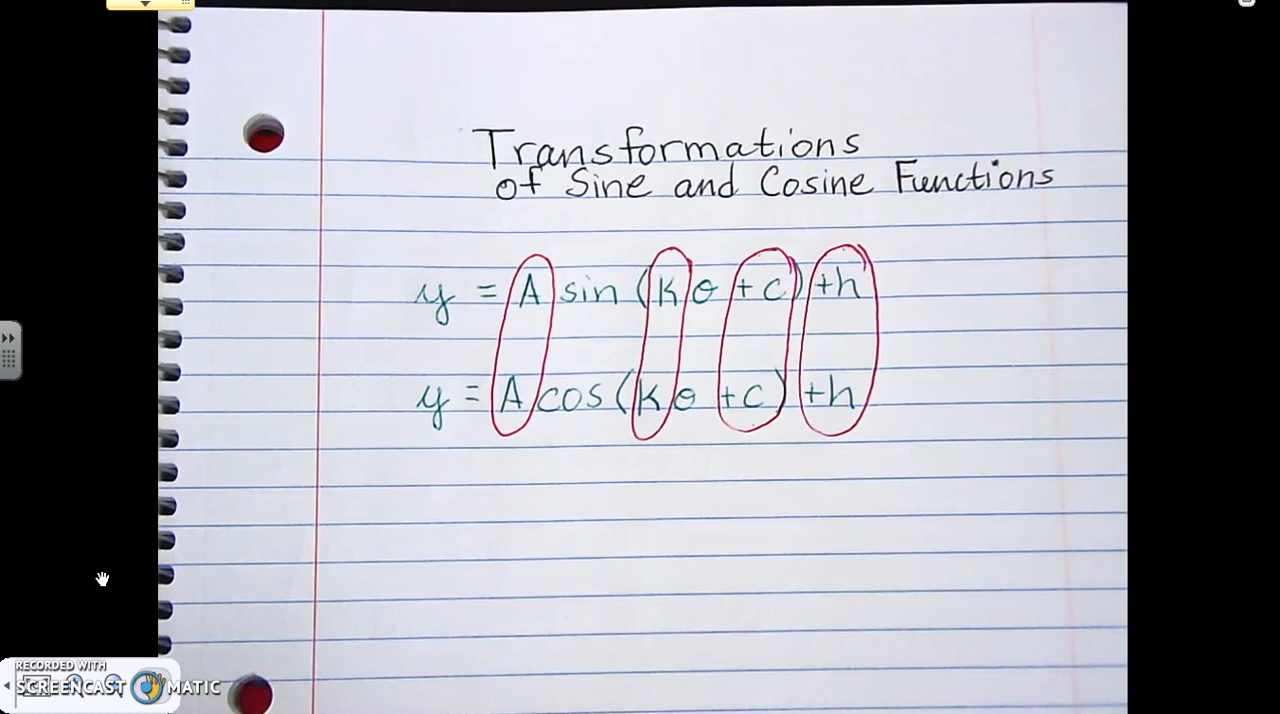 Transformations
of Sine and Cosine Functions
y = A sin (kθ + c) + h
y = A cos (kθ + c) + h
RECORDED WITH
SCREENCAST MATIC